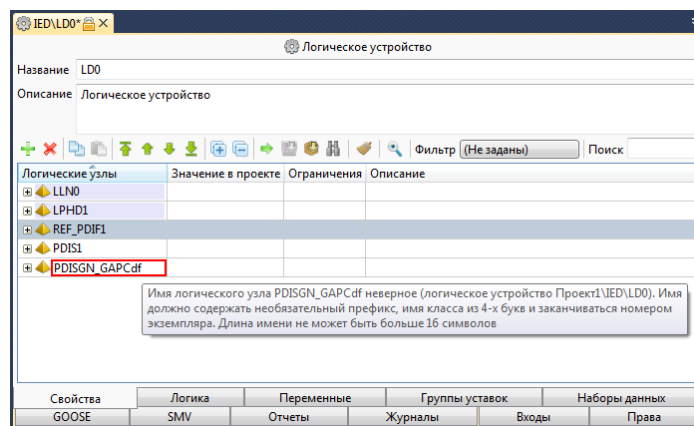 IED\LD0*
Логическое устройство
Название LD0
Описание Логическое устройство
Фильтр (Не заданы) Поиск
Логические узлы Значение в проекте Ограничения Описание
LLN0
LPHD1
REF_PDIF1
PDIS1
PDISGN_GAPCdf
Имя логического узла PDISGN_GAPCdf неверное (логическое устройство Проект1\IED\LD0). Имя
должно содержать необязательный префикс, имя класса из 4-х букв и заканчиваться номером
экземпляра. Длина имени не может быть больше 16 символов
Свойства Логика Переменные Группы уставок Наборы данных
GOOSE SMV Отчеты Журналы Входы Права